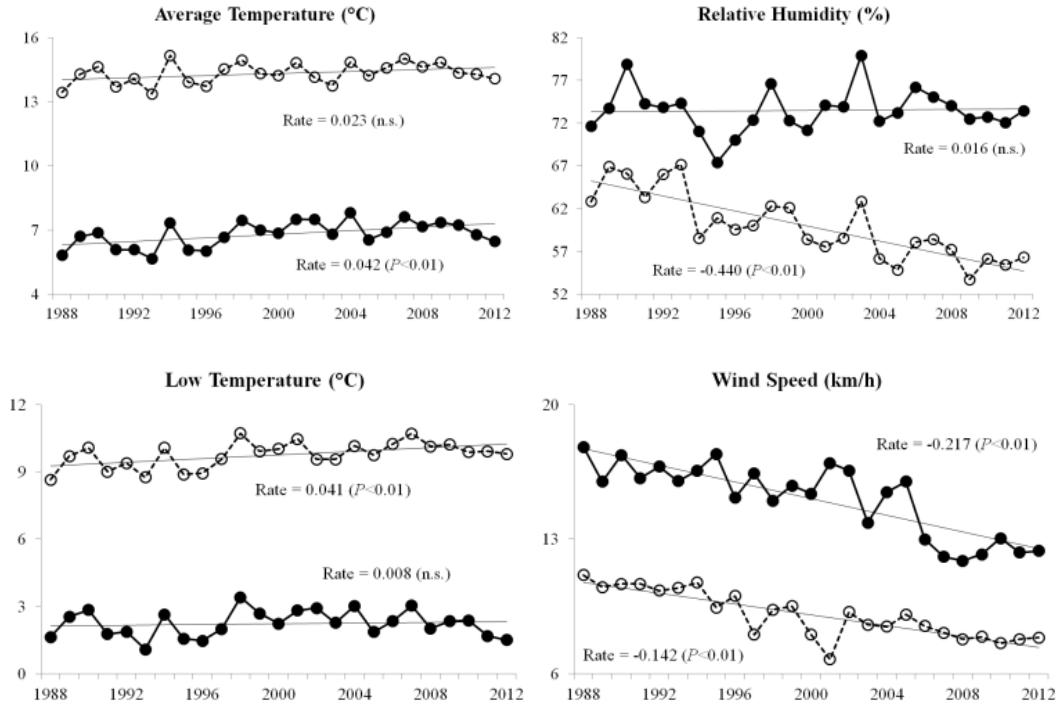 Average Temperature (°C)
16
13
10
7
4
Rate = 0.023 (n.s.)
Rate = 0.042 (P<0.01)
1988 1992 1996 2000 2004 2008 2012
Relative Humidity (%)
82
77
72
67
62
57
52
Rate = 0.016 (n.s.)
Rate = -0.440 (P<0.01)
1988 1992 1996 2000 2004 2008 2012
Low Temperature (°C)
12
9
6
3
0
Rate = 0.041 (P<0.01)
Rate = 0.008 (n.s.)
1988 1992 1996 2000 2004 2008 2012
Wind Speed (km/h)
20
13
6
Rate = -0.217 (P<0.01)
Rate = -0.142 (P<0.01)
1988 1992 1996 2000 2004 2008 2012